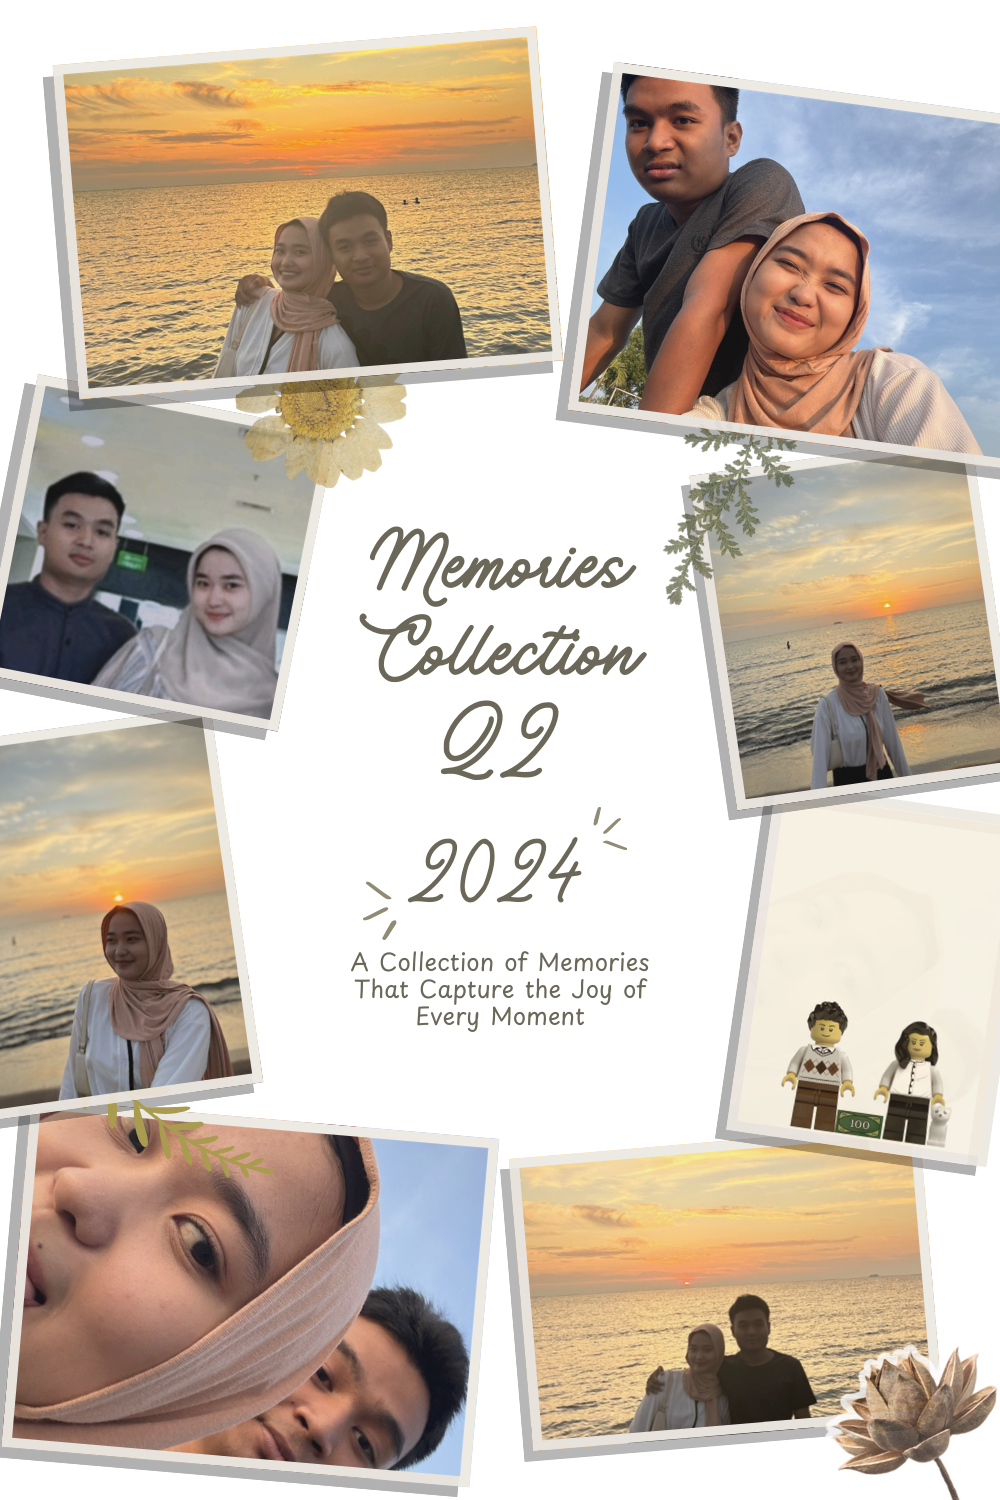 Memories
Collection
Q2
2024
A Collection of Memories
That Capture the Joy of
Every Moment
100